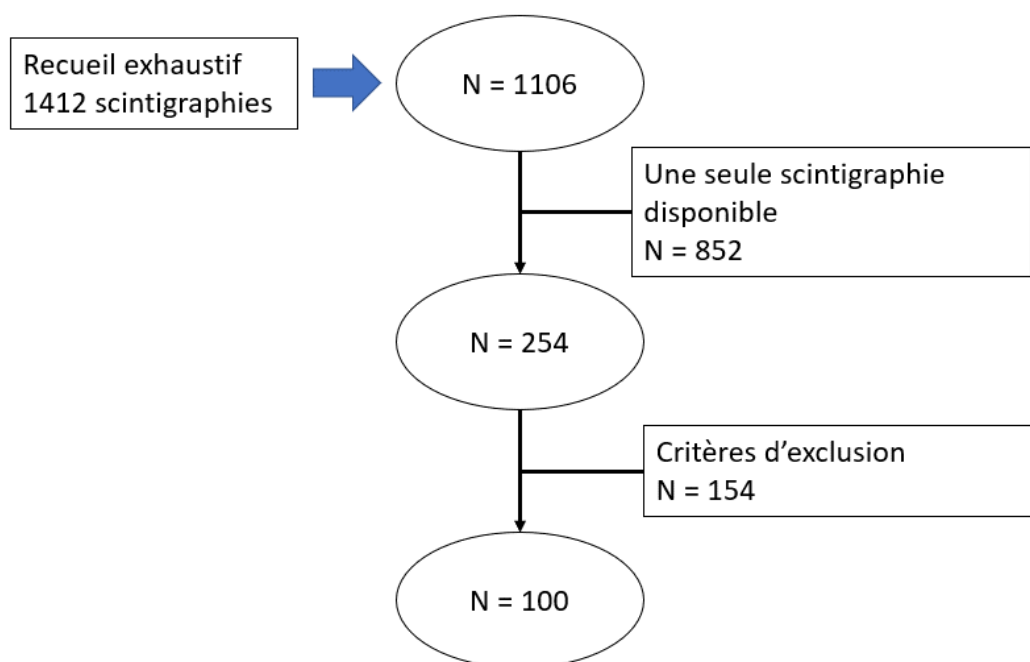 Recueil exhaustif
1412 scintigraphies
N = 1106
Une seule scintigraphie
disponible
N = 852
N = 254
Critères d'exclusion
N = 154
N = 100